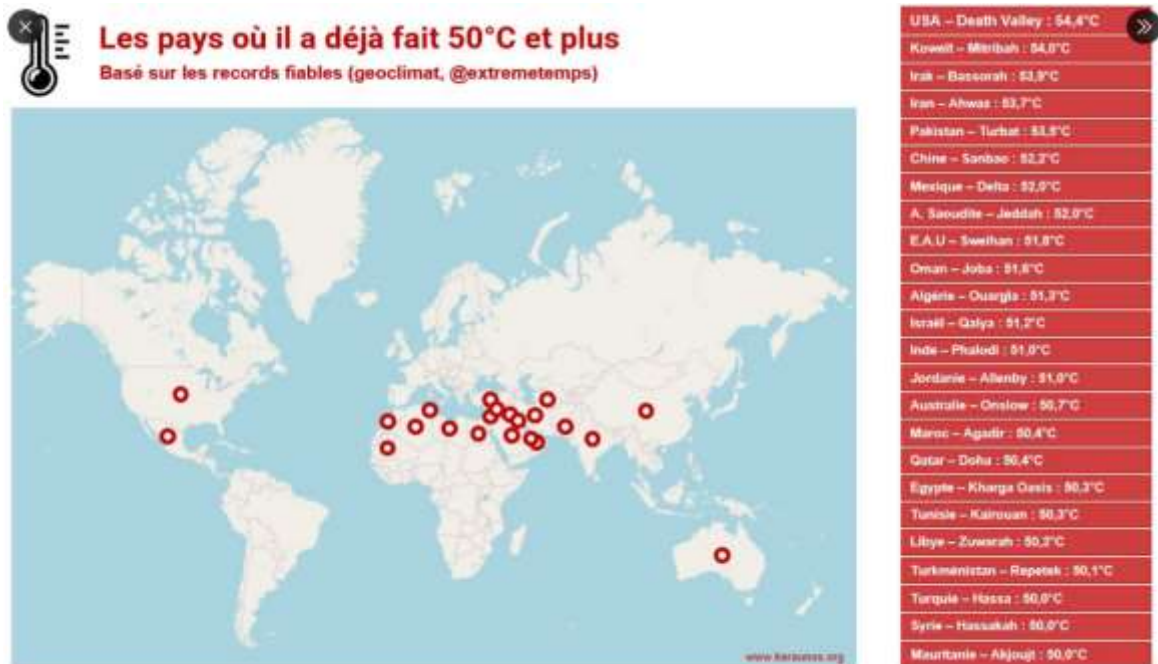 Les pays où il a déjà fait 50°C et plus
Basé sur les records fiables (geoclimat, @extremetemps)
USA – Death Valley : 54,4°C
Koweit – Mitribah : 54,0°C
Irak – Bassorah : 53,9°C
Iran – Ahwaz : 53,7°C
Pakistan – Turbat : 53,5°C
Chine – Sanbao : 52,2°C
Mexique – Delta : 52,0°C
A. Saoudite – Jeddah : 52,0°C
E.A.U – Sweihan : 51,8°C
Oman – Joba : 51,6°C
Algérie – Ouargla : 51,3°C
Israël – Qalya : 51,2°C
Inde – Phalodi : 51,0°C
Jordanie – Allenby : 51,0°C
Australie – Onslow : 50,7°C
Maroc – Agadir : 50,4°C
Qatar – Doha : 50,4°C
Egypte – Kharga Oasis : 50,3°C
Tunisie – Kairouan : 50,3°C
Libye – Zuwarah : 50,2°C
Turkménistan – Repetek : 50,1°C
Turquie – Hassa : 50,0°C
Syrie – Hassakah : 50,0°C
Mauritanie – Akjoujt : 50,0°C
www.keraunos.org